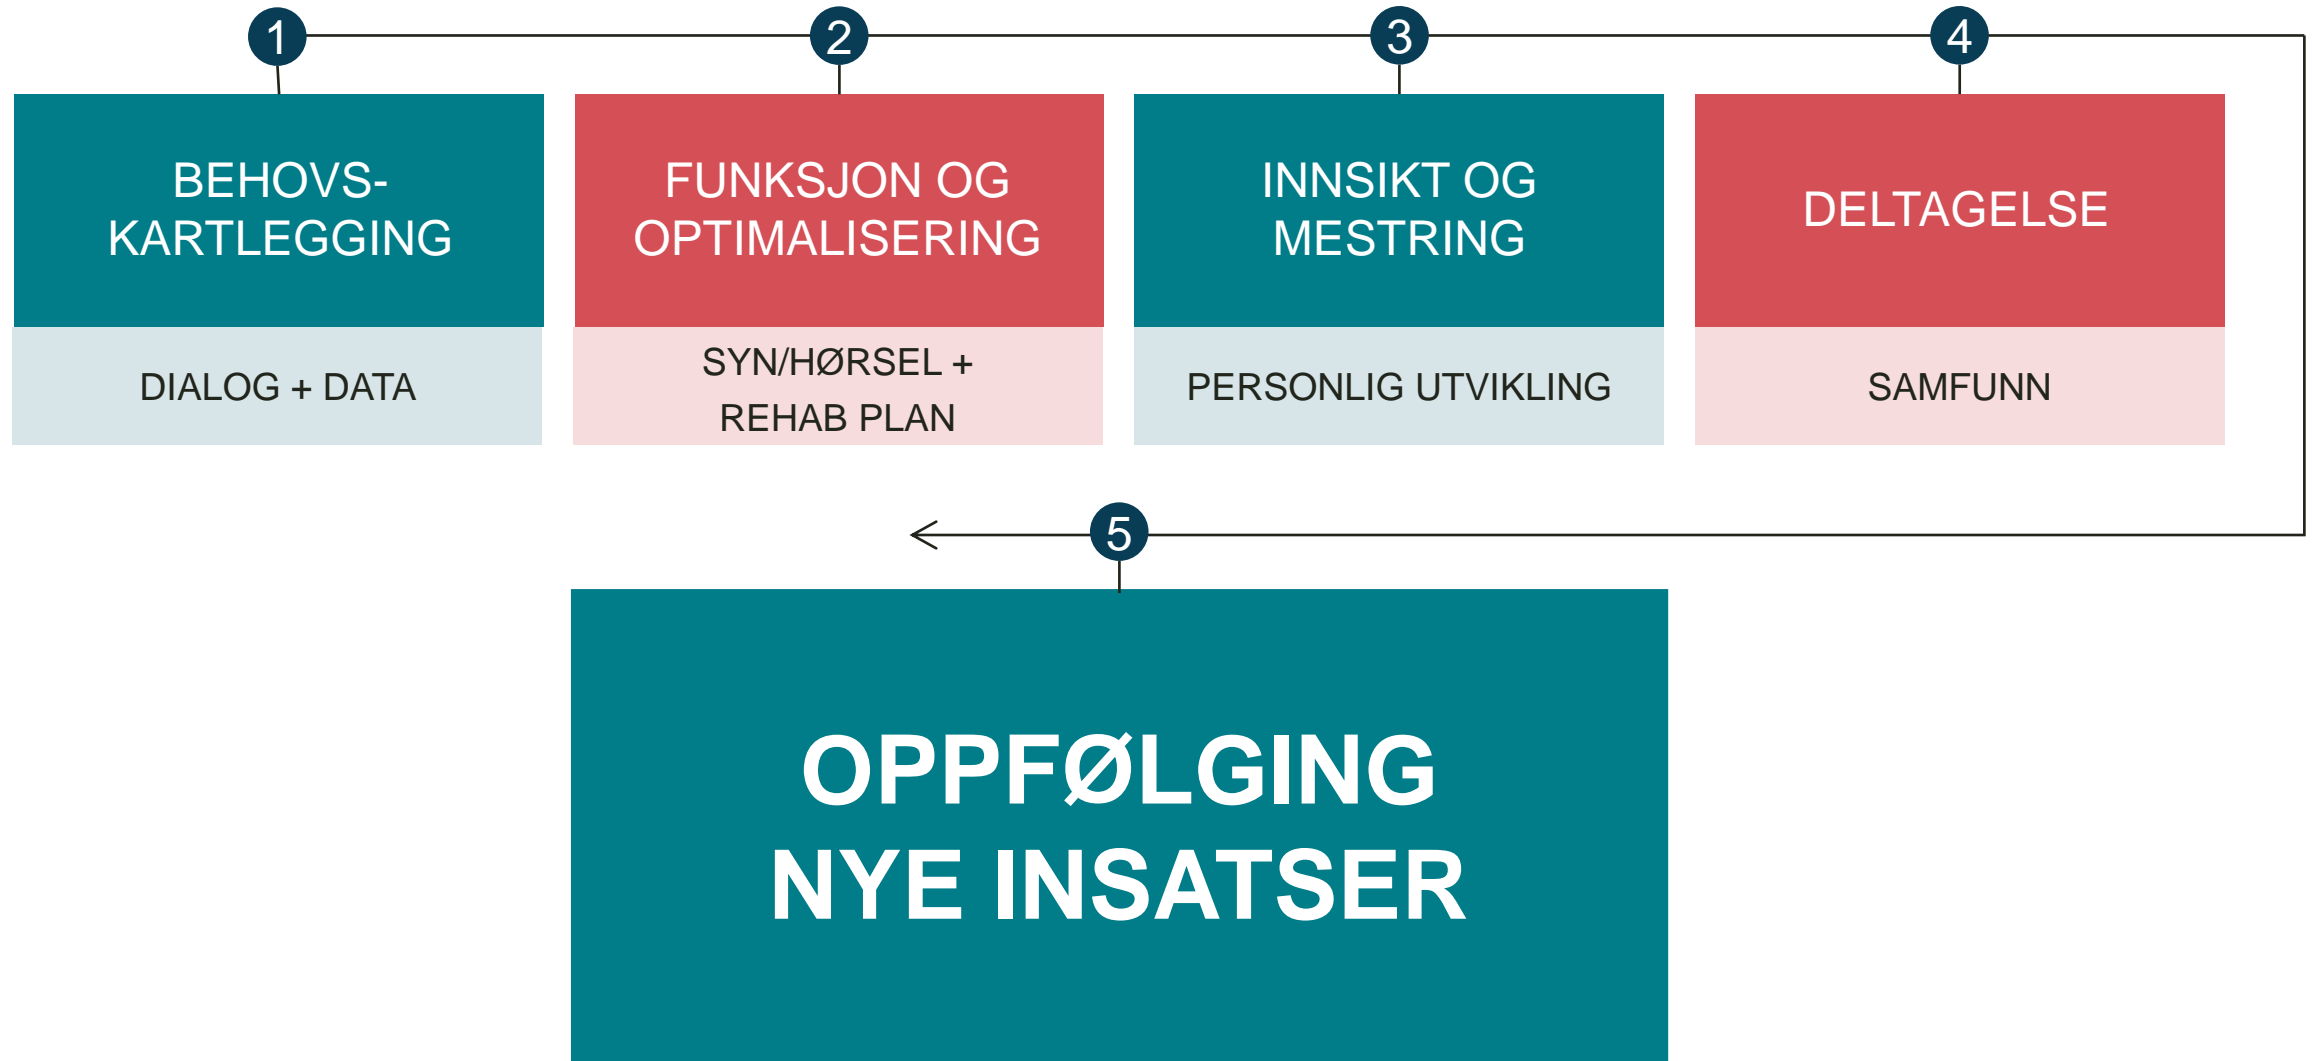 1
2
3
4
BEHOVS-
KARTLEGGING
DIALOG + DATA
FUNKSJON OG
OPTIMALISERING
SYN/HØRSEL +
REHAB PLAN
INNSIKT OG
MESTRING
PERSONLIG UTVIKLING
DELTAGELSE
SAMFUNN
5
OPPFØLGING
NYE INSATSER